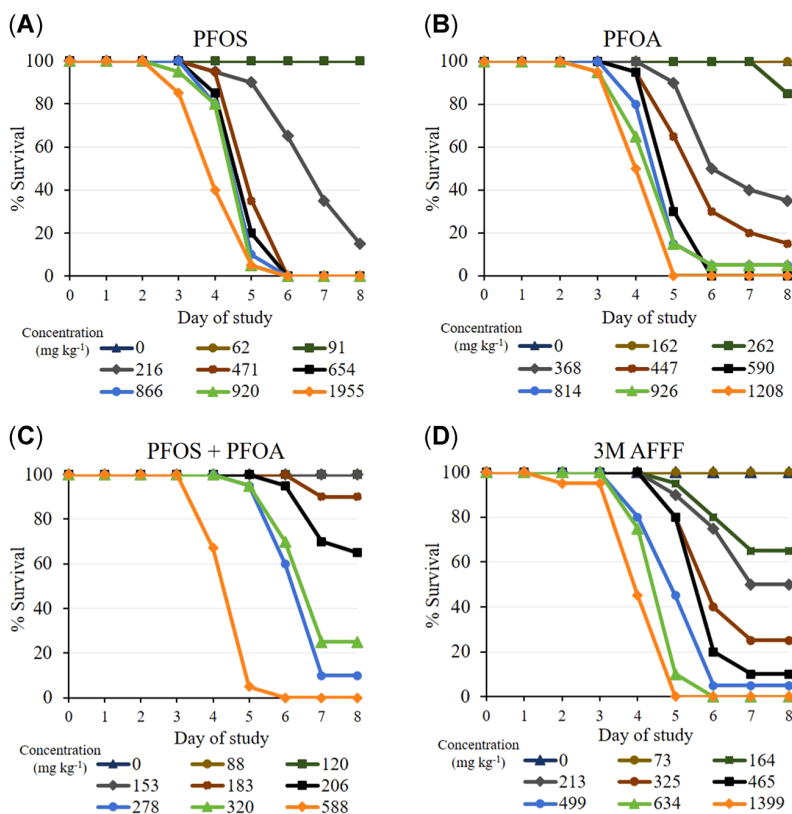 (A) PFOS
100
80
60
40
20
0
% Survival
0 1 2 3 4 5 6 7 8
Day of study
Concentration
(mg kg-1)
0 62 91
216 471 654
866 920 1955
(B) PFOA
100
80
60
40
20
0
% Survival
0 1 2 3 4 5 6 7 8
Day of study
Concentration
(mg kg-1)
0 162 262
368 447 590
814 926 1208
(C) PFOS + PFOA
100
80
60
40
20
0
% Survival
0 1 2 3 4 5 6 7 8
Day of study
Concentration
(mg kg-1)
0 88 120
153 183 206
278 320 588
(D) 3M AFFF
100
80
60
40
20
0
% Survival
0 1 2 3 4 5 6 7 8
Day of study
Concentration
(mg kg-1)
0 73 164
213 325 465
499 634 1399